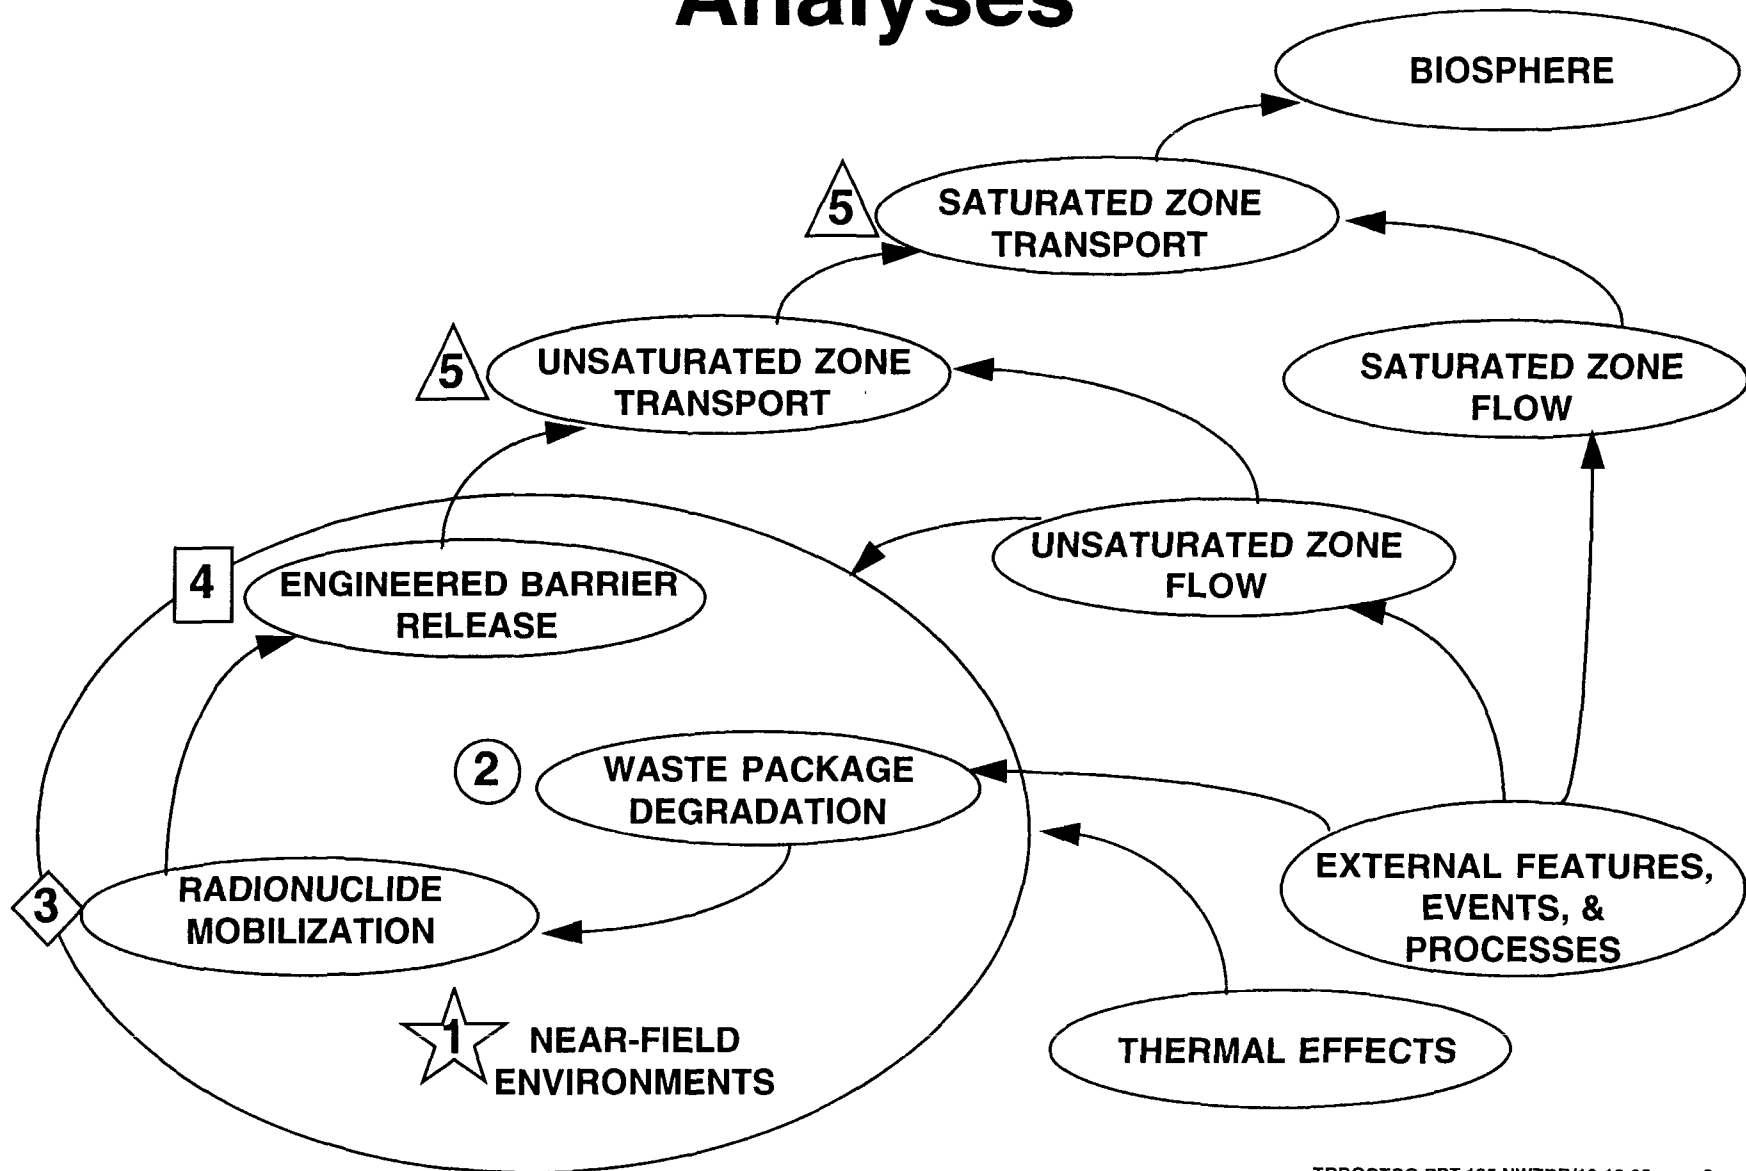 Analyses
BIOSPHERE
5
SATURATED ZONE
TRANSPORT
5
UNSATURATED ZONE
TRANSPORT
SATURATED ZONE
FLOW
UNSATURATED ZONE
FLOW
4
ENGINEERED BARRIER
RELEASE
2
WASTE PACKAGE
DEGRADATION
3
RADIONUCLIDE
MOBILIZATION
EXTERNAL FEATURES,
EVENTS, &
PROCESSES
1
NEAR-FIELD
ENVIRONMENTS
THERMAL EFFECTS